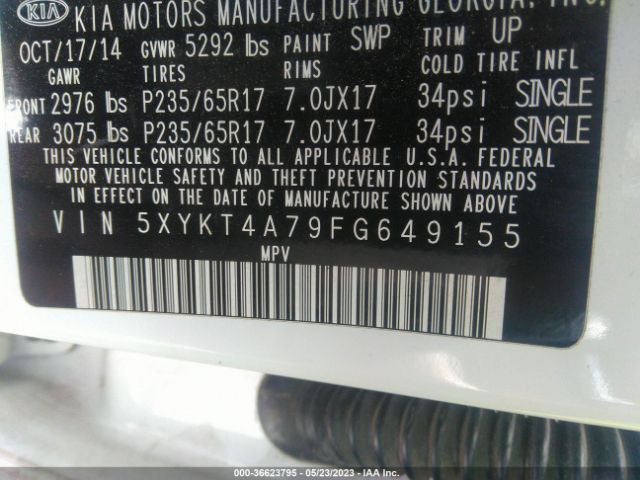 KIA KIA MOTORS MANUFACTURING GEORGIA, INC.
OCT/17/14 GVWR 5292 lbs PAINT SWP TRIM UP
GAWR TIRES RIMS COLD TIRE INFL
FRONT 2976 lbs P235/65R17 7.0JX17 34psi SINGLE
REAR 3075 lbs P235/65R17 7.0JX17 34psi SINGLE
THIS VEHICLE CONFORMS TO ALL APPLICABLE U.S.A. FEDERAL
MOTOR VEHICLE SAFETY AND THEFT PREVENTION STANDARDS
IN EFFECT ON THE DATE OF MANUFACTURE SHOWN ABOVE.
VIN 5XYKT4A79FG649155
MPV
000-36623795 - 05/23/2023 - IAA Inc.